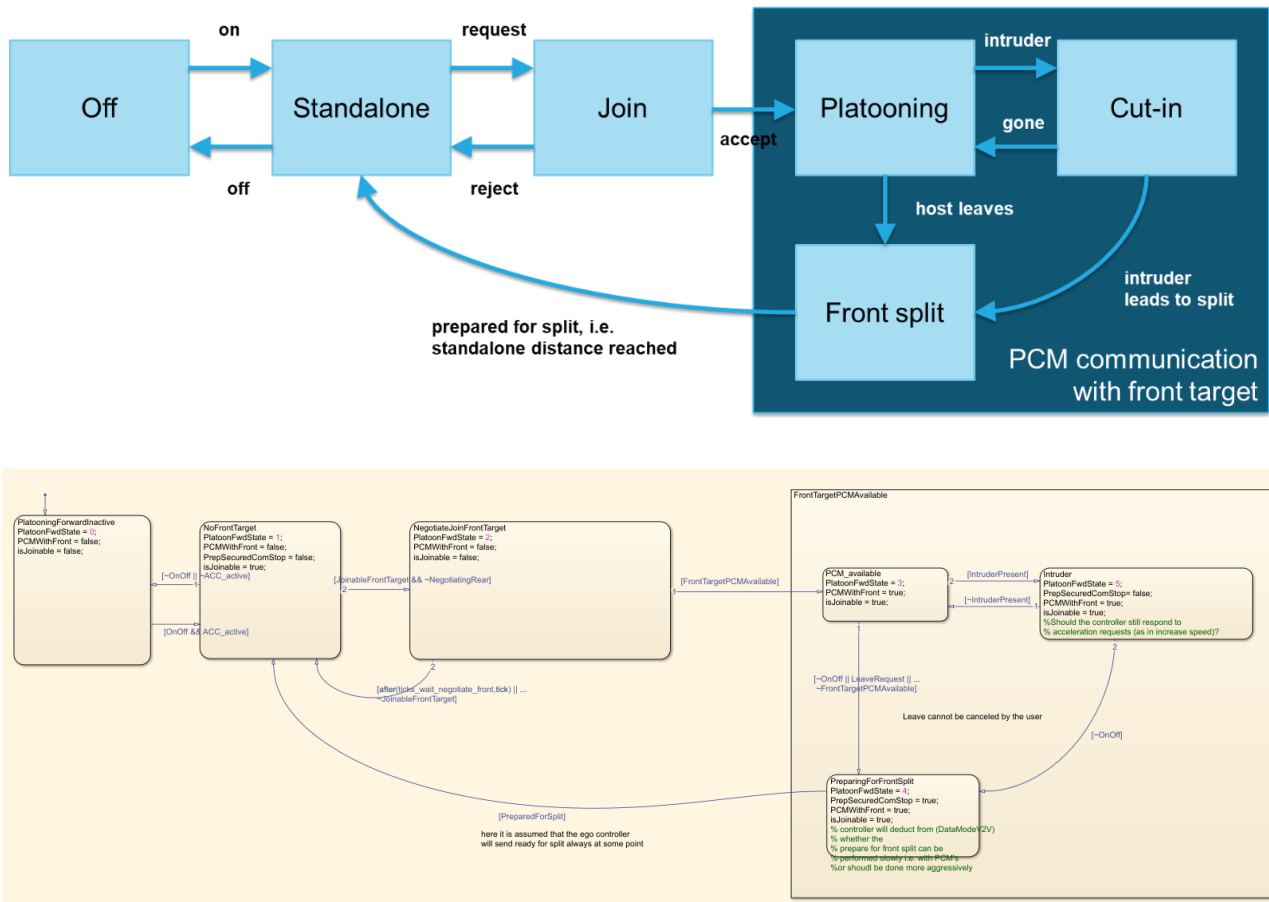 on
request
intruder
Off
Standalone
Join
Platooning
Cut-in
accept
gone
off
reject
host leaves
intruder
leads to split
Front split
prepared for split, i.e.
standalone distance reached
PCM communication
with front target
FrontTargetPCMAvailable
PlatooningForwardInactive
PlatoonFwdState = 0;
PCMWithFront = false;
isJoinable = false;
NoFrontTarget
PlatoonFwdState = 1;
PCMWithFront = false;
PrepSecuredComStop = false;
isJoinable = true;
NegotiateJoinFrontTarget
PlatoonFwdState = 2;
PCMWithFront = false;
isJoinable = false;
[~OnOff || ~ACC_active]
1
[OnOff && ACC_active]
[JoinableFrontTarget && ~NegotiatingRear]
2
[FrontTargetPCMAvailable]
1
PCM_available
PlatoonFwdState = 3;
PCMWithFront = true;
isJoinable = true;
[IntruderPresent]
2
[~IntruderPresent]
1
Intruder
PlatoonFwdState = 5;
PrepSecuredComStop= false;
PCMWithFront = true;
isJoinable = true;
%Should the controller still respond to
% acceleration requests (as in increase speed)?
2
[after(ticks_wait_negotiate_front,tick) || ...
~JoinableFrontTarget]
1
[~OnOff || LeaveRequest || ...
~FrontTargetPCMAvailable]
Leave cannot be canceled by the user
2
[~OnOff]
PreparingForFrontSplit
PlatoonFwdState = 4;
PrepSecuredComStop = true;
PCMWithFront = true;
isJoinable = true;
% controller will deduct from (DataModeV2V)
% whether the
% prepare for front split can be
% performed slowly i.e. with PCM's
%or shoudl be done more aggressively
[PreparedForSplit]
here it is assumed that the ego controller
will send ready for split always at some point